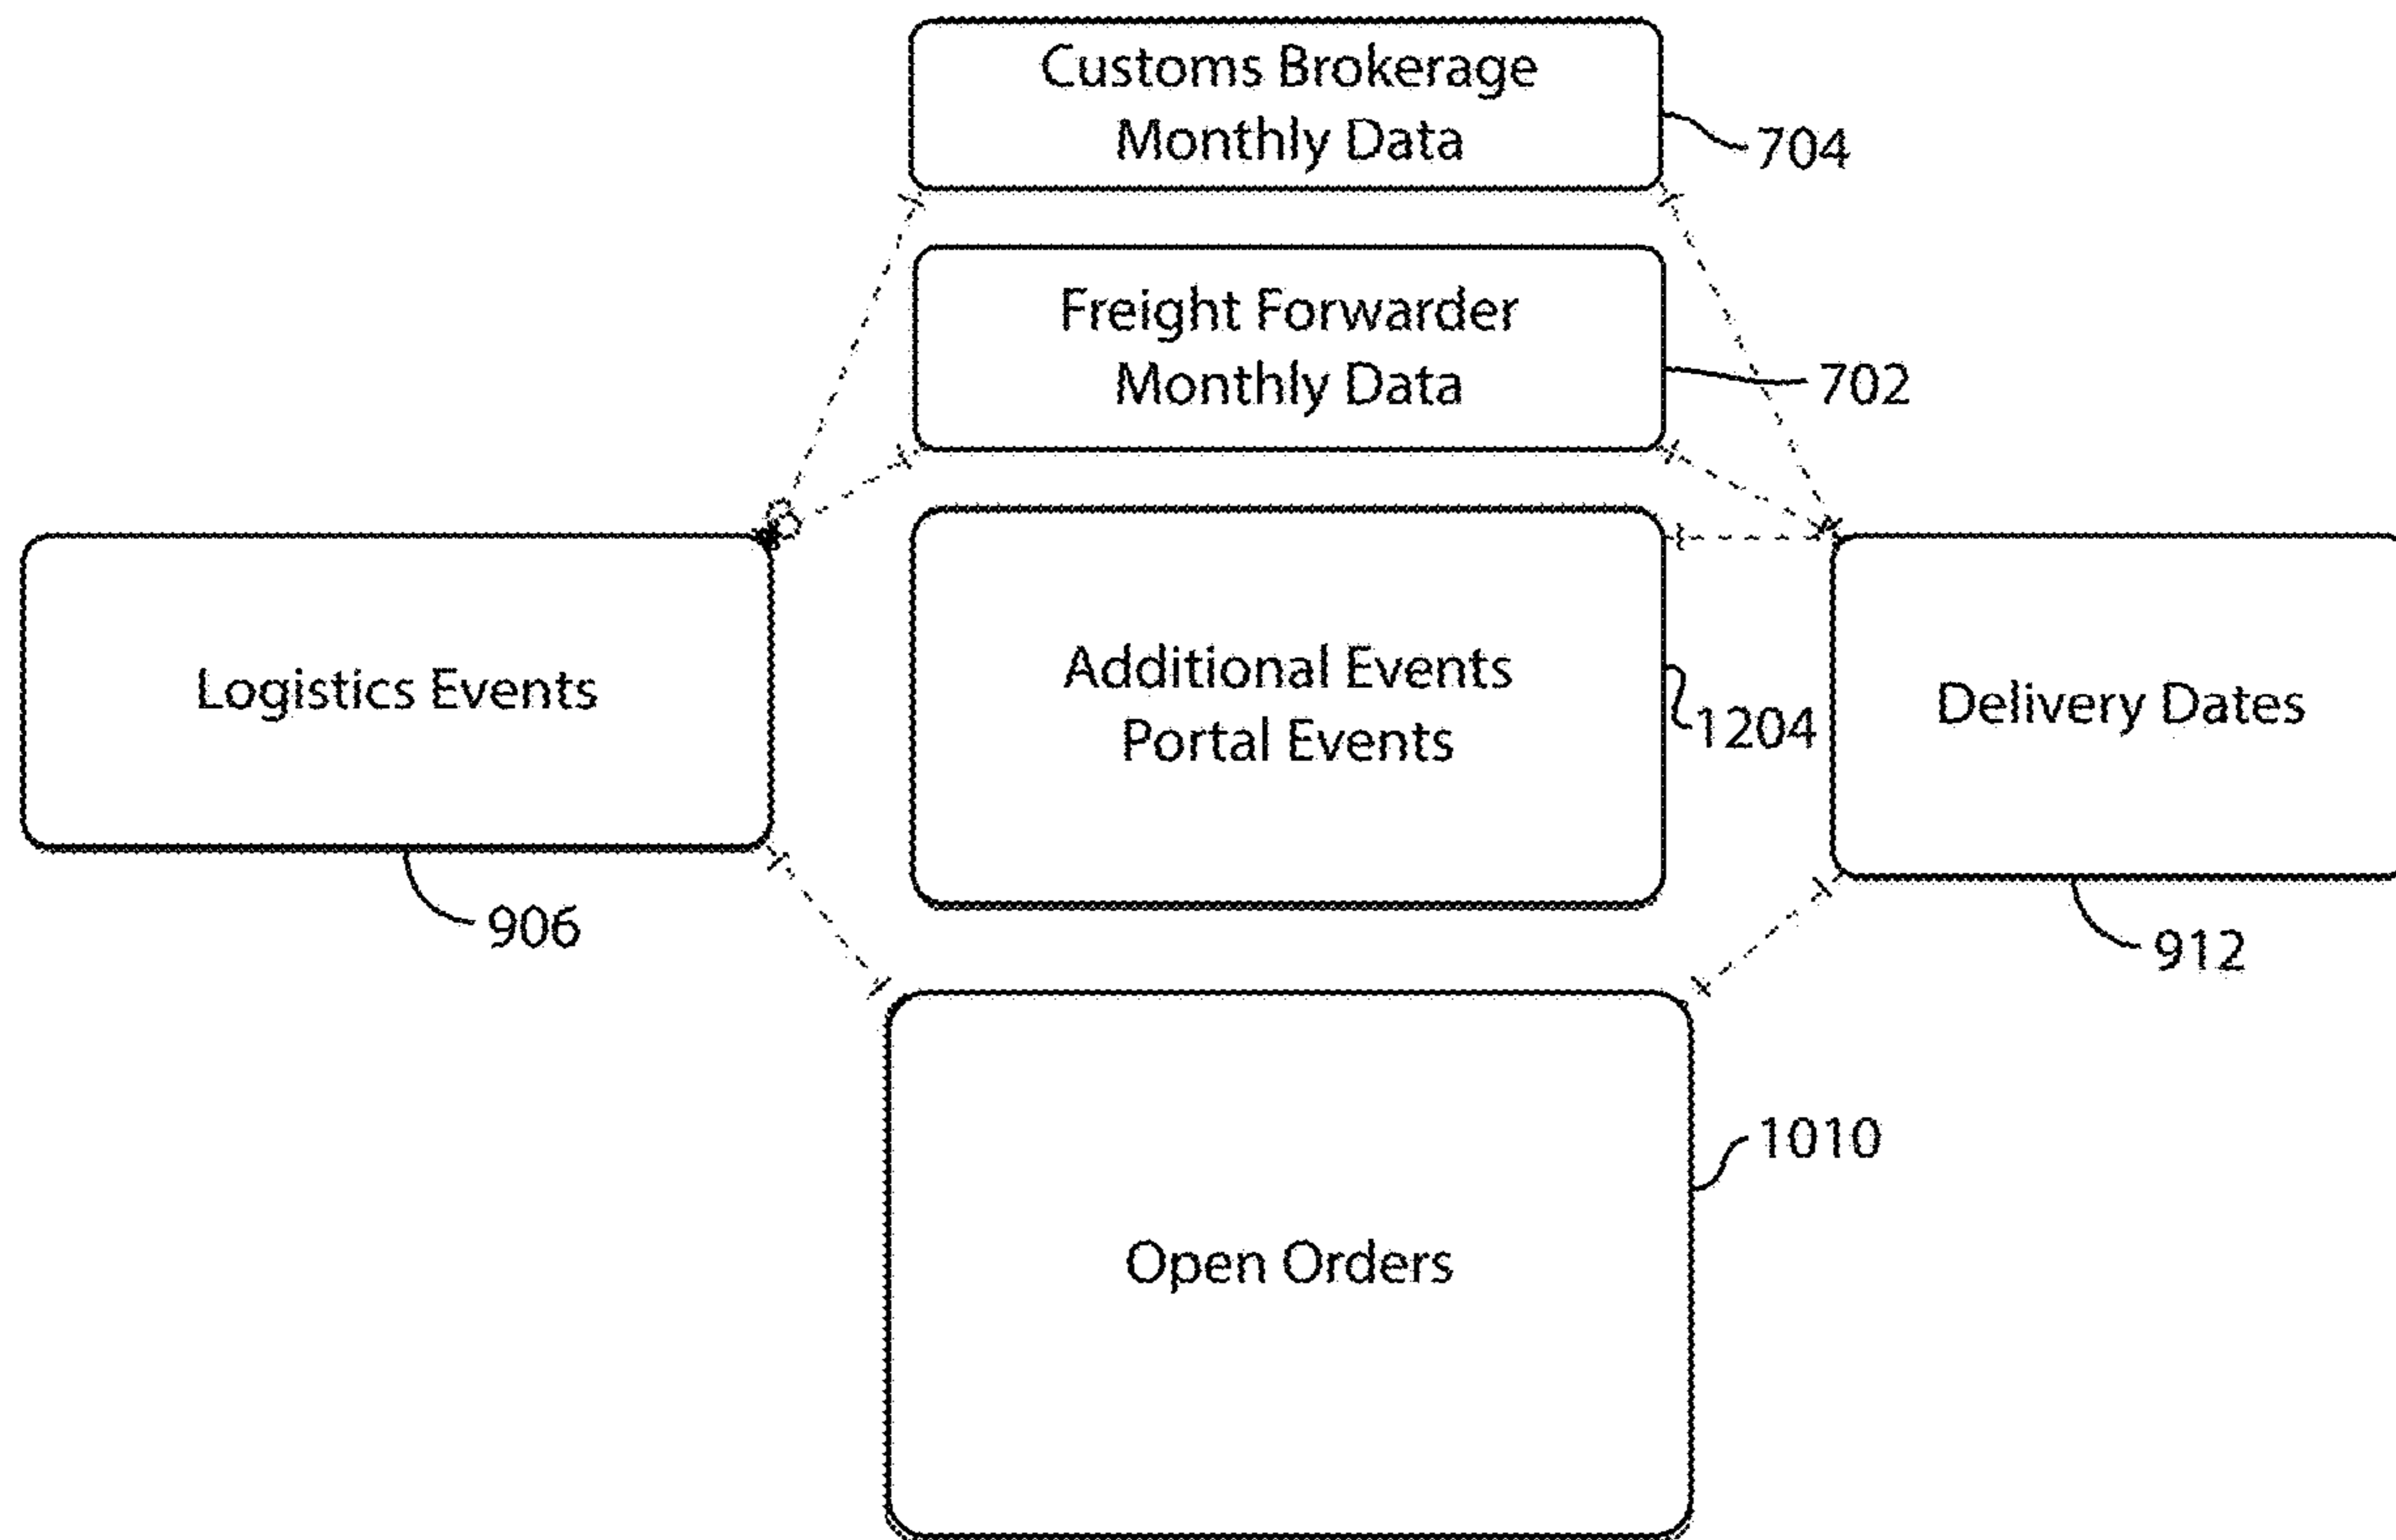 Customs Brokerage
Monthly Data
704
Freight Forwarder
Monthly Data
702
Logistics Events
906
Additional Events
Portal Events
1204
Delivery Dates
912
1010
Open Orders